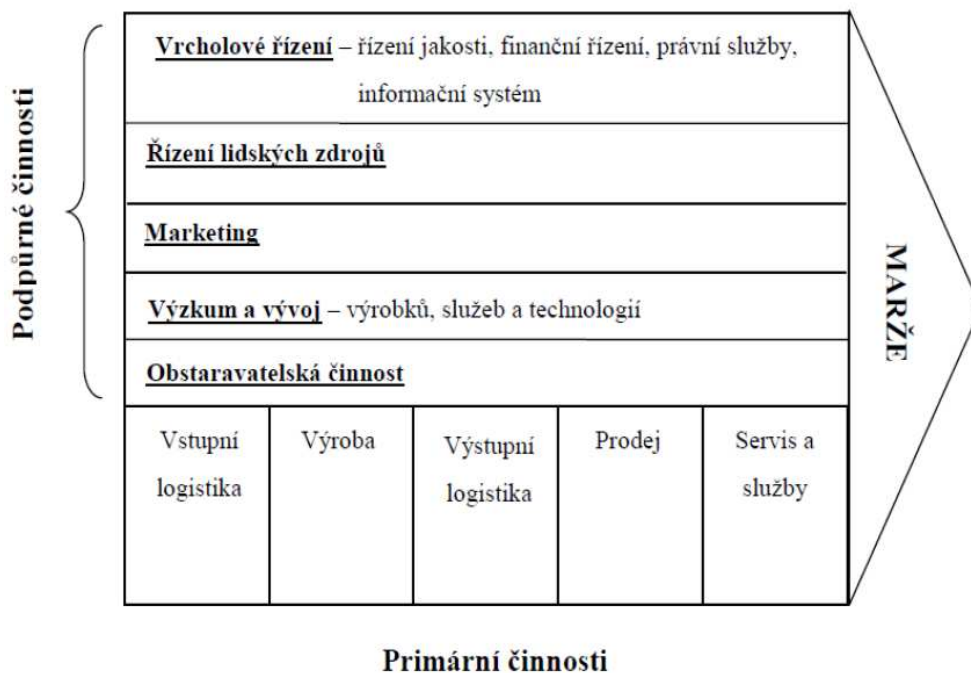 Podpůrné činnosti
Vrcholové řízení – řízení jakosti, finanční řízení, právní služby,
informační systém
Řízení lidských zdrojů
Marketing
Výzkum a vývoj – výrobků, služeb a technologií
Obstaravatelská činnost
Vstupní
logistika
Výroba
Výstupní
logistika
Prodej
Servis a
služby
MARŽE
Primární činnosti